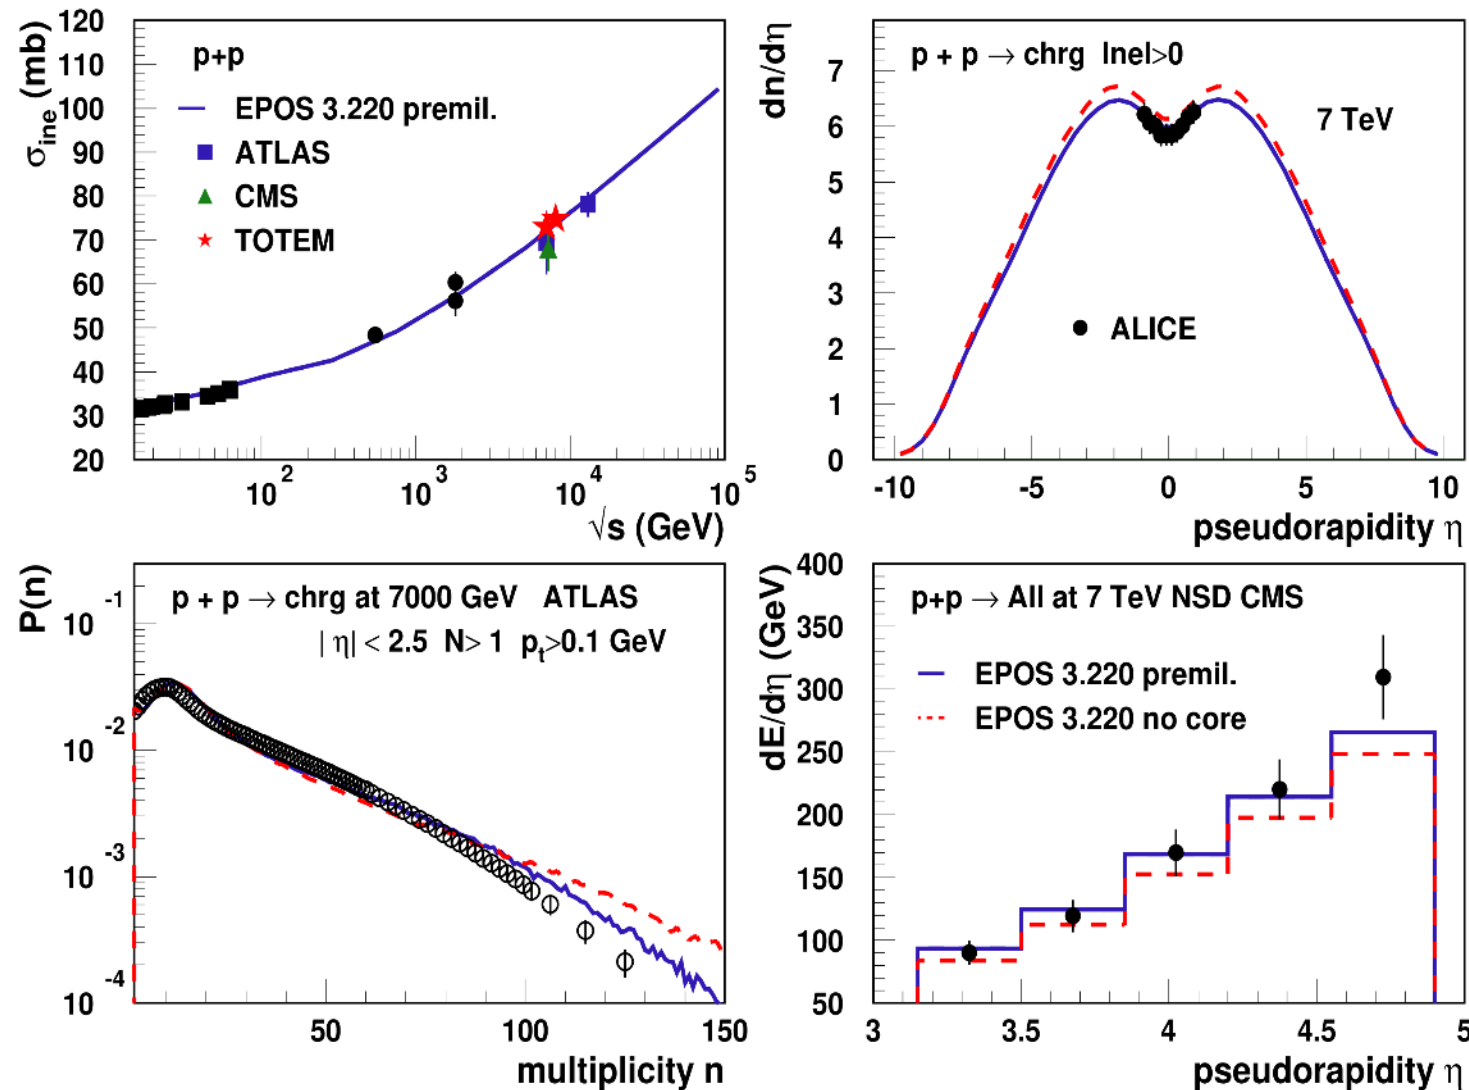 σine (mb)
120
110
100
90
80
70
60
50
40
30
20
p+p
EPOS 3.220 premil.
ATLAS
CMS
TOTEM
10^2 10^3 10^4 10^5
√s (GeV)
dn/dη
7
6
5
4
3
2
1
0
p + p → chrg Inel>0
7 TeV
ALICE
-10 -5 0 5 10
pseudorapidity η
P(n)
10^-1
10^-2
10^-3
10^-4
p + p → chrg at 7000 GeV ATLAS
| η| < 2.5 N> 1 pt>0.1 GeV
50 100 150
multiplicity n
dE/dη (GeV)
400
350
300
250
200
150
100
50
p+p → All at 7 TeV NSD CMS
EPOS 3.220 premil.
EPOS 3.220 no core
3 3.5 4 4.5 5
pseudorapidity η